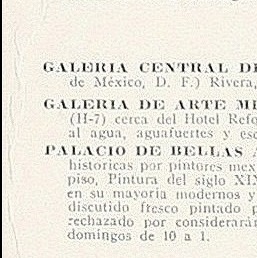 GALERIA CENTRAL DE
de México, D. F.) Rivera,
GALERIA DE ARTE ME
(H-7) cerca del Hotel Refo
al agua, aguafuertes y esc
PALACIO DE BELLAS A
históricas por pintores mex
piso, Pintura del siglo XIX
en su mayoría modernos y
discutido fresco pintado p
rechazado por considerarán
domingos de 10 a 1.